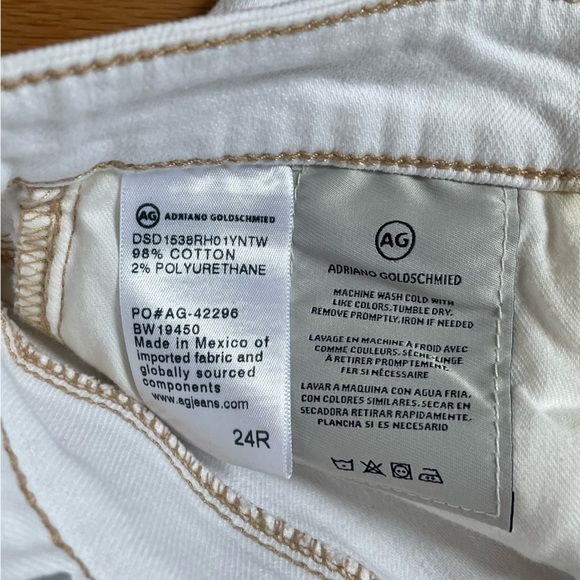 AG ADRIANO GOLDSCHMIED
DSD1538RH01YNTW
98% COTTON
2% POLYURETHANE
PO#AG-42296
BW19450
Made in Mexico of
imported fabric and
globally sourced
components
www.agjeans.com
24R
AG
ADRIANO GOLDSCHMIED
MACHINE WASH COLD WITH
LIKE COLORS. TUMBLE DRY.
REMOVE PROMPTLY. IRON IF NEEDED
LAVAGE EN MACHINE A FROID AVEC
COMME COULEURS. SÈCHE-LINGE
À RETIRER PROMPTEMENT.
FER SI NÉCESSAIRE
LAVAR A MAQUINA CON AGUA FRIA,
CON COLORES SIMILARES. SECAR EN
SECADORA RETIRAR RAPIDAMENTE.
PLANCHA SI ES NECESARIO